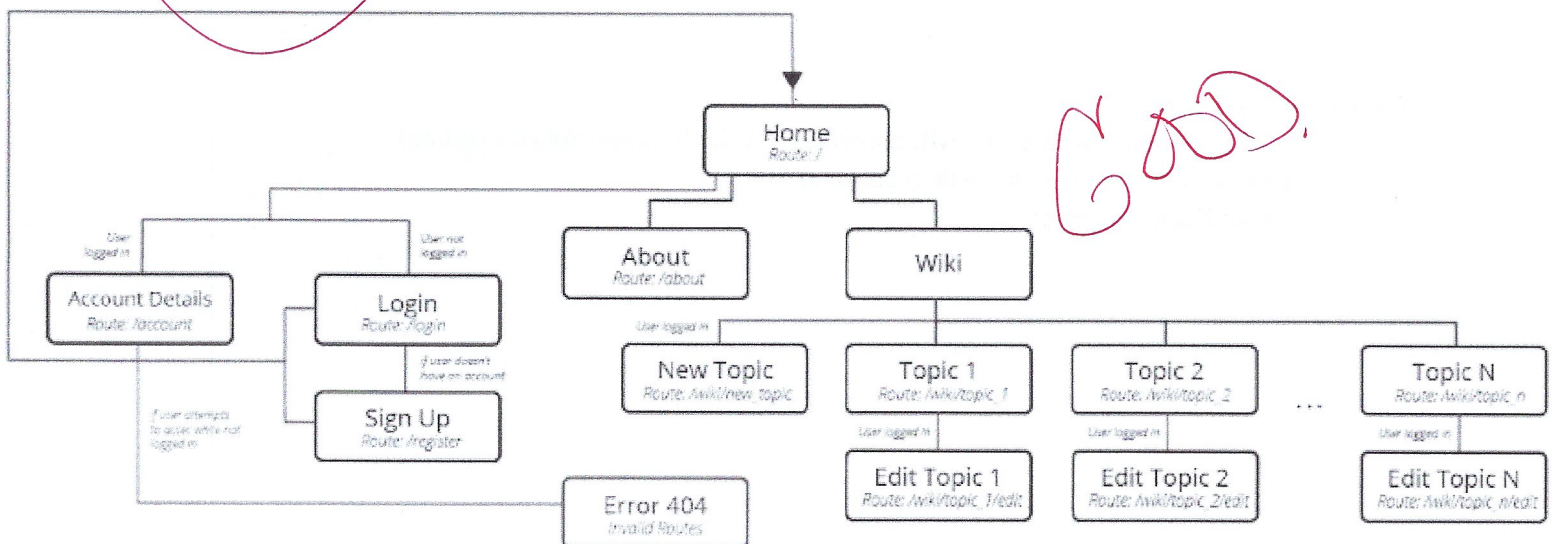 GOOD.
Home
Route: /
User
logged in
User not
logged in
About
Route: /about
Wiki
Account Details
Route: /account
Login
Route: /login
User logged in
if user doesn't
have an account
New Topic
Route: /wiki/new_topic
Topic 1
Route: /wiki/topic_1
Topic 2
Route: /wiki/topic_2
...
Topic N
Route: /wiki/topic_n
if user attempts
to access while not
logged in
Sign Up
Route: /register
User logged in
User logged in
User logged in
Edit Topic 1
Route: /wiki/topic_1/edit
Edit Topic 2
Route: /wiki/topic_2/edit
Edit Topic N
Route: /wiki/topic_n/edit
Error 404
Invalid Routes